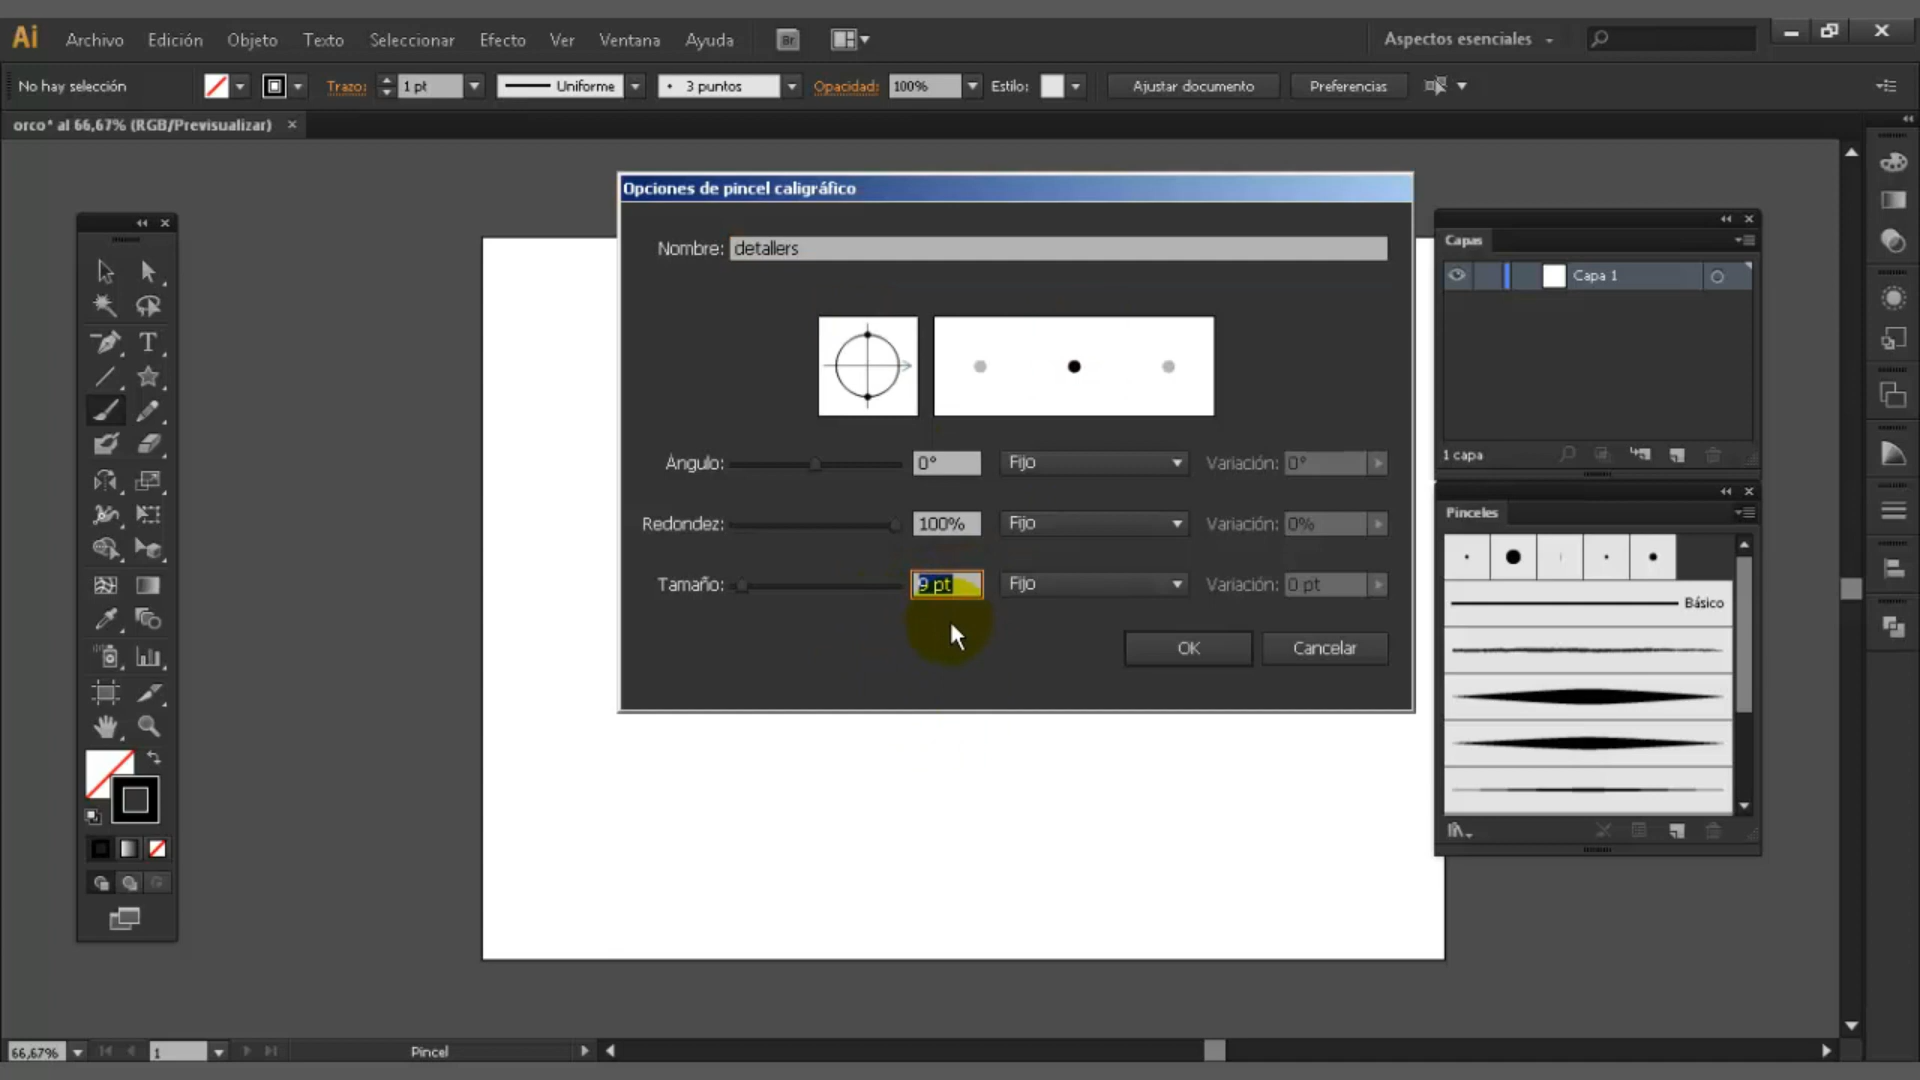 Ai Archivo Edición Objeto Texto Seleccionar Efecto Ver Ventana Ayuda Br Aspectos esenciales
No hay selección Trazo: 1 pt Uniforme 3 puntos Opacidad: 100% Estilo: Ajustar documento Preferencias
orco* al 66,67% (RGB/Previsualizar)
Opciones de pincel caligráfico
Nombre: detallers
Ángulo: 0° Fijo Variación: 0°
Redondez: 100% Fijo Variación: 0%
Tamaño: 9 pt Fijo Variación: 0 pt
OK Cancelar
Capas
Capa 1
1 capa
Pinceles
Básico
T
66,67% 1 Pincel